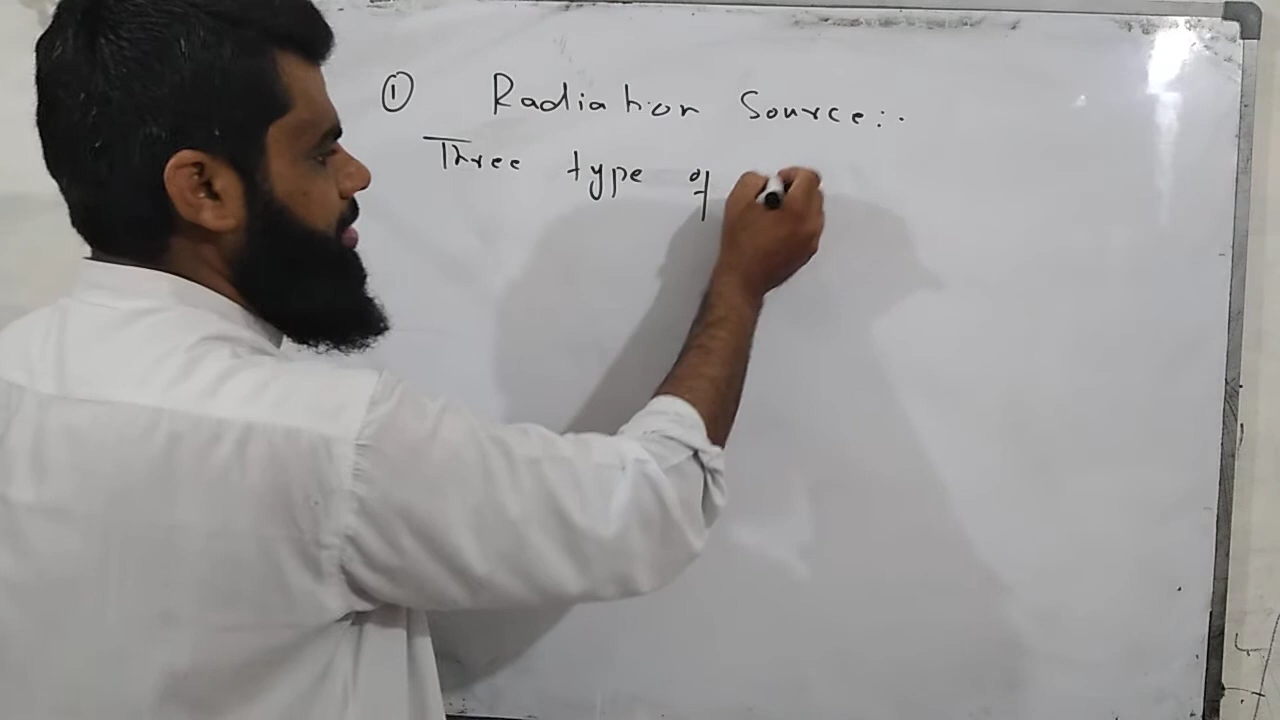 ① Radiation Source:.
Three type of